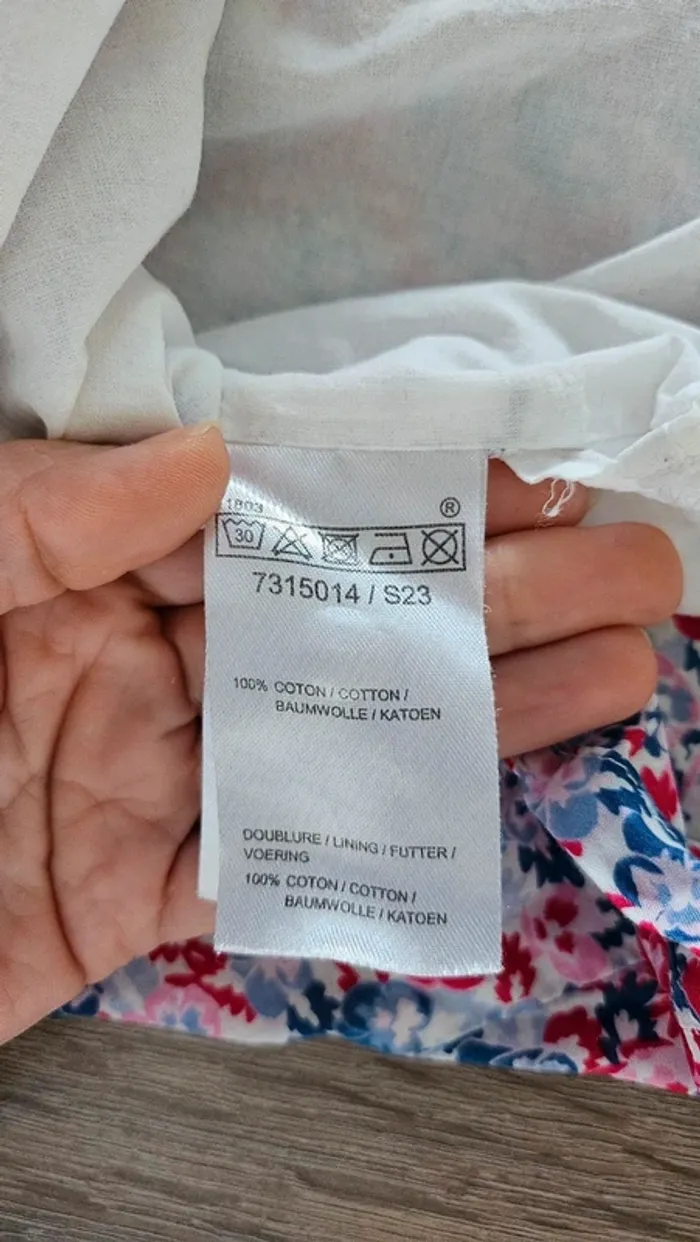 1803
®
30
7315014 / S23
100% COTON / COTTON /
BAUMWOLLE / KATOEN
DOUBLURE / LINING / FUTTER /
VOERING
100% COTON / COTTON /
BAUMWOLLE / KATOEN